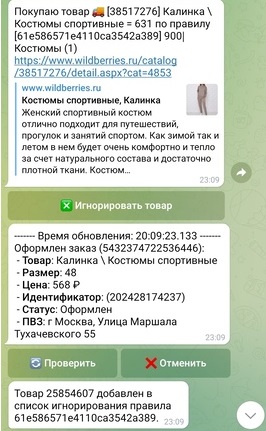 Покупаю товар 🚚 [38517276] Калинка \
Костюмы спортивные = 631 по правилу
[61e586571e4110ca3542a389] 900|
Костюмы (1)
https://www.wildberries.ru/catalog
/38517276/detail.aspx?cat=4853
www.wildberries.ru
Костюмы спортивные, Калинка
Женский спортивный костюм
отлично подходит для путешествий,
прогулок и занятий спортом. Как зимой так и
летом в нем будет очень комфортно и тепло
за счет натурального состава и достаточно
плотной ткани. Костюм...
23:09
❎ Игнорировать товар
------- Время обновления: 20:09:23.133 -------
Оформлен заказ (5432374722536446):
- Товар: Калинка \ Костюмы спортивные
- Размер: 48
- Цена: 568 ₽
- Идентификатор: (202428174237)
- Статус: Оформлен
- ПВЗ: г Москва, Улица Маршала
Тухачевского 55
23:09
🔄 Проверить
❌ Отменить
Товар 25854607 добавлен в
список игнорирования правила
61e586571e4110ca3542a389.
23:09